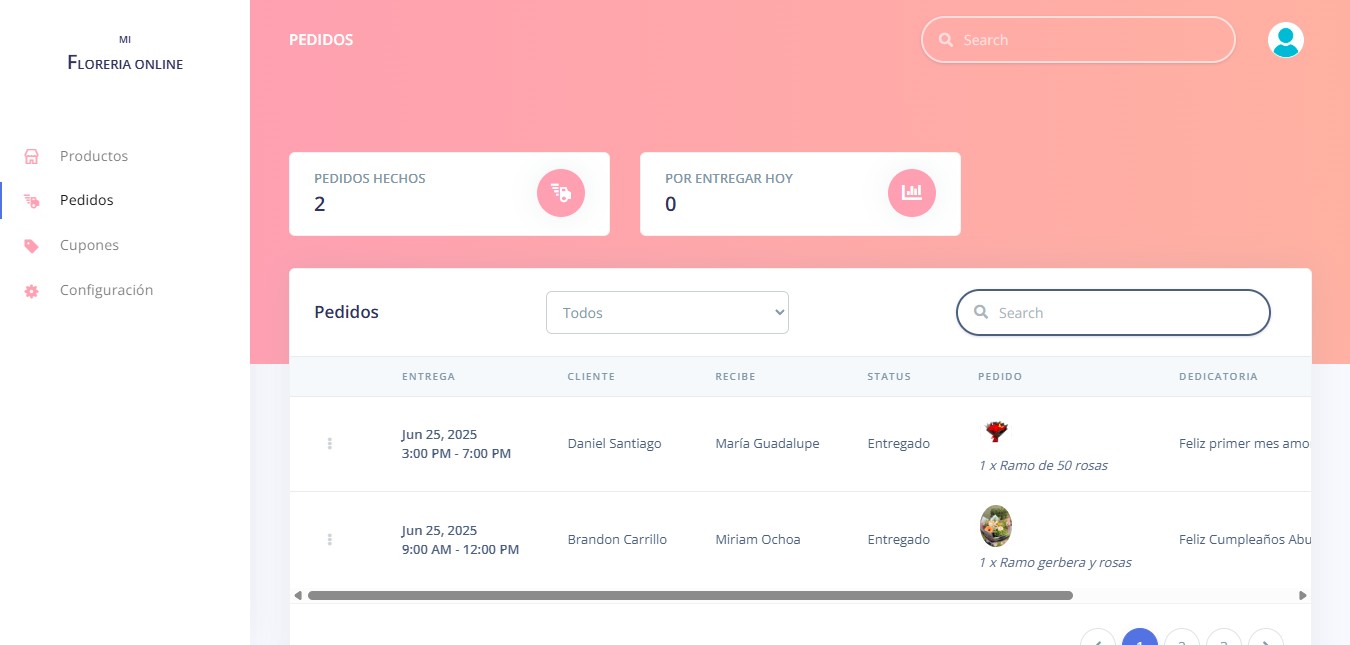 MI
FLORERIA ONLINE
Productos
Pedidos
Cupones
Configuración
PEDIDOS
Search
PEDIDOS HECHOS
2
POR ENTREGAR HOY
0
Pedidos
Todos
Search
ENTREGA CLIENTE RECIBE STATUS PEDIDO DEDICATORIA
Jun 25, 2025
3:00 PM - 7:00 PM
Daniel Santiago
María Guadalupe
Entregado
1 x Ramo de 50 rosas
Feliz primer mes amo
Jun 25, 2025
9:00 AM - 12:00 PM
Brandon Carrillo
Miriam Ochoa
Entregado
1 x Ramo gerbera y rosas
Feliz Cumpleaños Abu
1 2 3